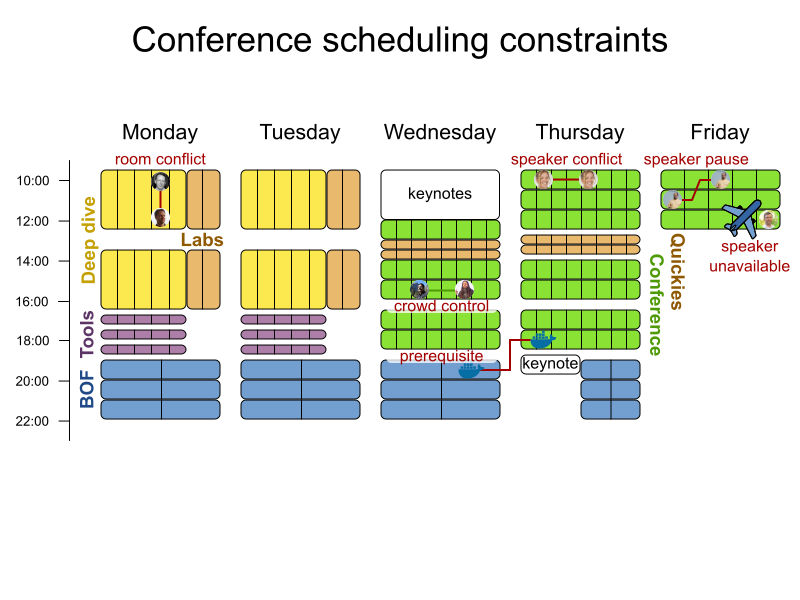 Conference scheduling constraints
Monday
Tuesday
Wednesday
Thursday
Friday
room conflict
speaker conflict
speaker pause
10:00
12:00
14:00
16:00
18:00
20:00
22:00
Deep dive
Labs
Tools
BOF
keynotes
crowd control
prerequisite
keynote
speaker
unavailable
Quickies
Conference